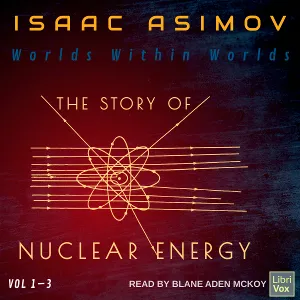 ISAAC ASIMOV
Worlds Within Worlds
THE STORY OF
NUCLEAR ENERGY
VOL 1-3
READ BY BLANE ADEN MCKOY
Libri
Vox